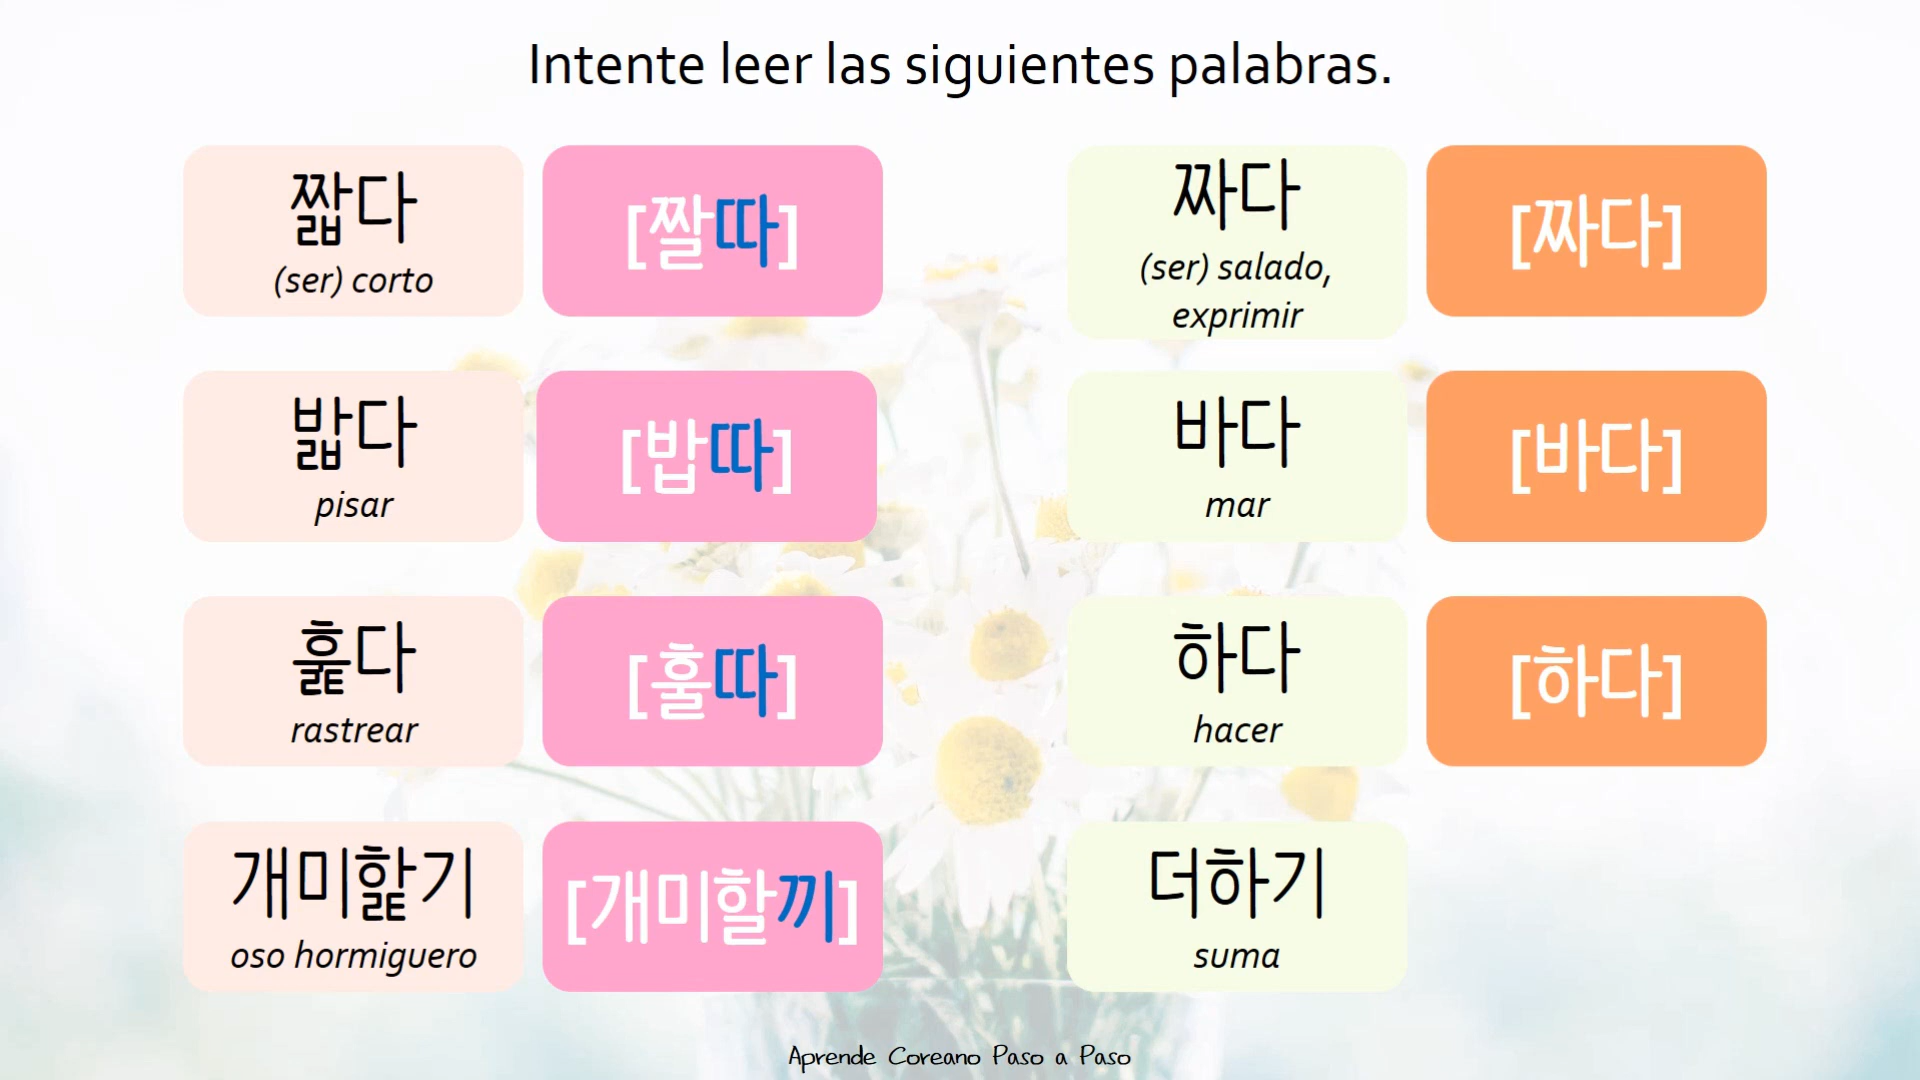 Intente leer las siguientes palabras.
짧다
(ser) corto
[짤따]
짜다
(ser) salado,
exprimir
[짜다]
밟다
pisar
[밥따]
바다
mar
[바다]
훑다
rastrear
[훌따]
하다
hacer
[하다]
개미핥기
oso hormiguero
[개미할끼]
더하기
suma
Aprende Coreano Paso a Paso